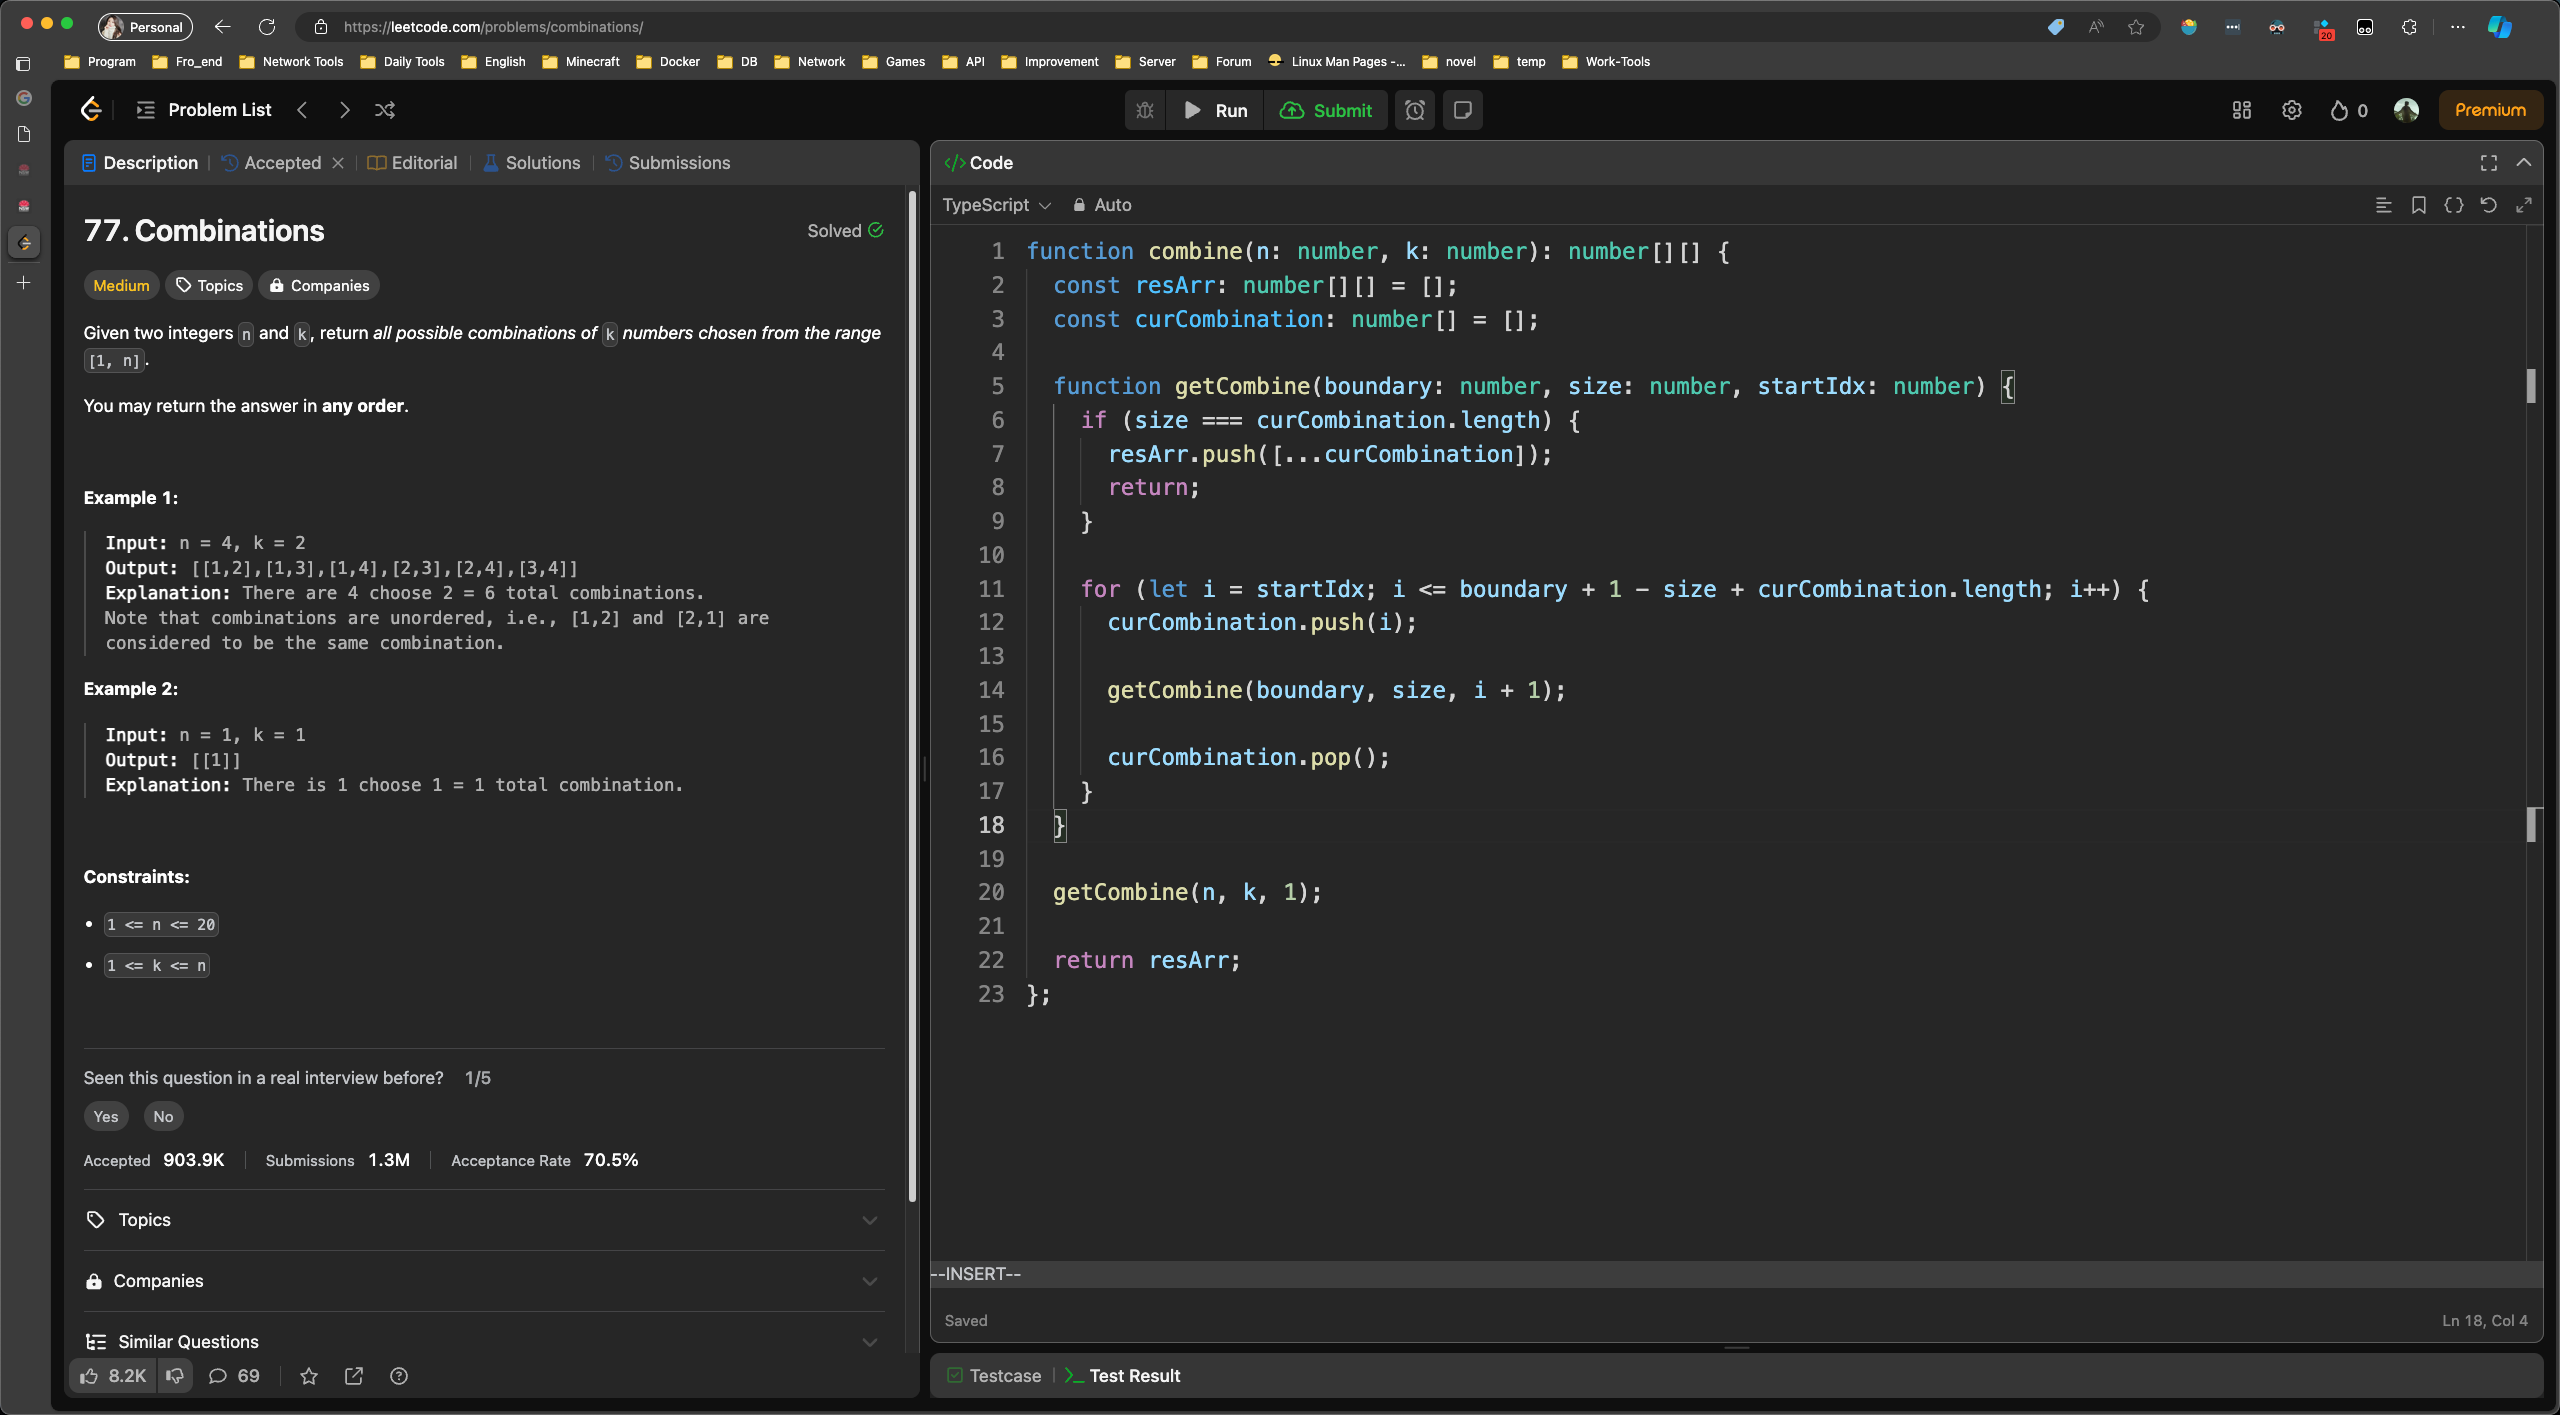 Personal
https://leetcode.com/problems/combinations/
20
Program Fro_end Network Tools Daily Tools English Minecraft Docker DB Network Games API Improvement Server Forum Linux Man Pages -... novel temp Work-Tools
Problem List Run Submit 0 Premium
Description Accepted Editorial Solutions Submissions
77. Combinations
Solved
Medium Topics Companies
Given two integers n and k, return all possible combinations of k numbers chosen from the range
[1, n].
You may return the answer in any order.
Example 1:
Input: n = 4, k = 2
Output: [[1,2],[1,3],[1,4],[2,3],[2,4],[3,4]]
Explanation: There are 4 choose 2 = 6 total combinations.
Note that combinations are unordered, i.e., [1,2] and [2,1] are
considered to be the same combination.
Example 2:
Input: n = 1, k = 1
Output: [[1]]
Explanation: There is 1 choose 1 = 1 total combination.
Constraints:
• 1 <= n <= 20
• 1 <= k <= n
Seen this question in a real interview before? 1/5
Yes No
Accepted 903.9K Submissions 1.3M Acceptance Rate 70.5%
Topics
Companies
Similar Questions
8.2K 69
</> Code
TypeScript Auto
1 function combine(n: number, k: number): number[][] {
2 const resArr: number[][] = [];
3 const curCombination: number[] = [];
4
5 function getCombine(boundary: number, size: number, startIdx: number) {
6 if (size === curCombination.length) {
7 resArr.push([...curCombination]);
8 return;
9 }
10
11 for (let i = startIdx; i <= boundary + 1 - size + curCombination.length; i++) {
12 curCombination.push(i);
13
14 getCombine(boundary, size, i + 1);
15
16 curCombination.pop();
17 }
18 }
19
20 getCombine(n, k, 1);
21
22 return resArr;
23 };
--INSERT--
Saved
Ln 18, Col 4
Testcase Test Result